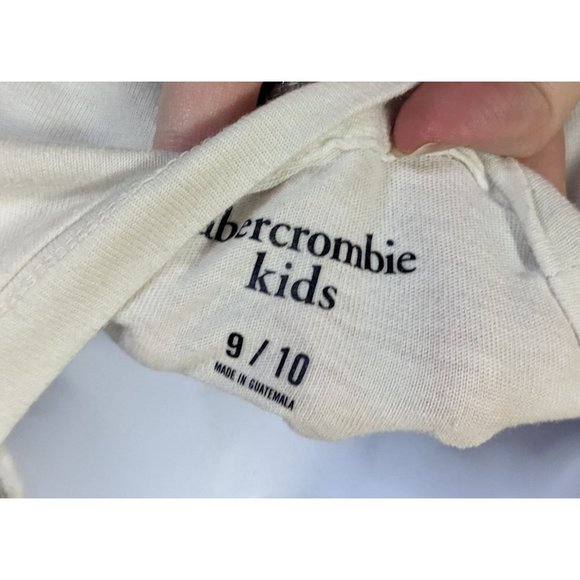 abercrombie
kids
9 / 10
MADE IN GUATEMALA